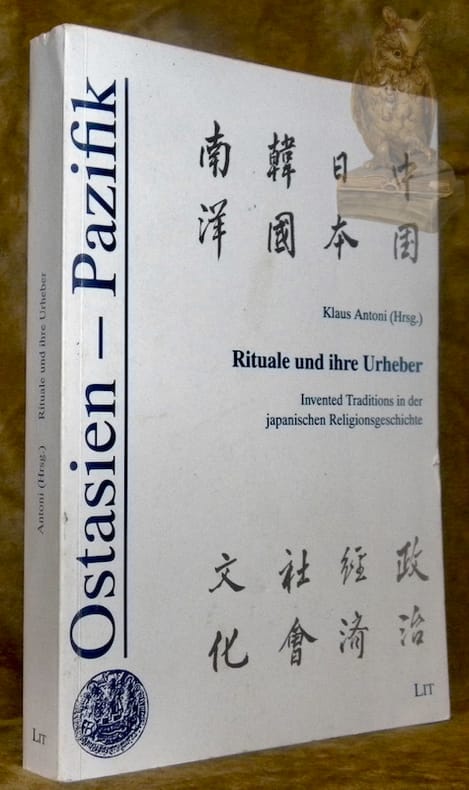 Antoni (Hrsg.) Rituale und ihre Urheber
LIT
Ostasien – Pazifik
中国
日本
韓國
南洋
Klaus Antoni (Hrsg.)
Rituale und ihre Urheber
Invented Traditions in der
japanischen Religionsgeschichte
政治
經済
社會
文化
LIT